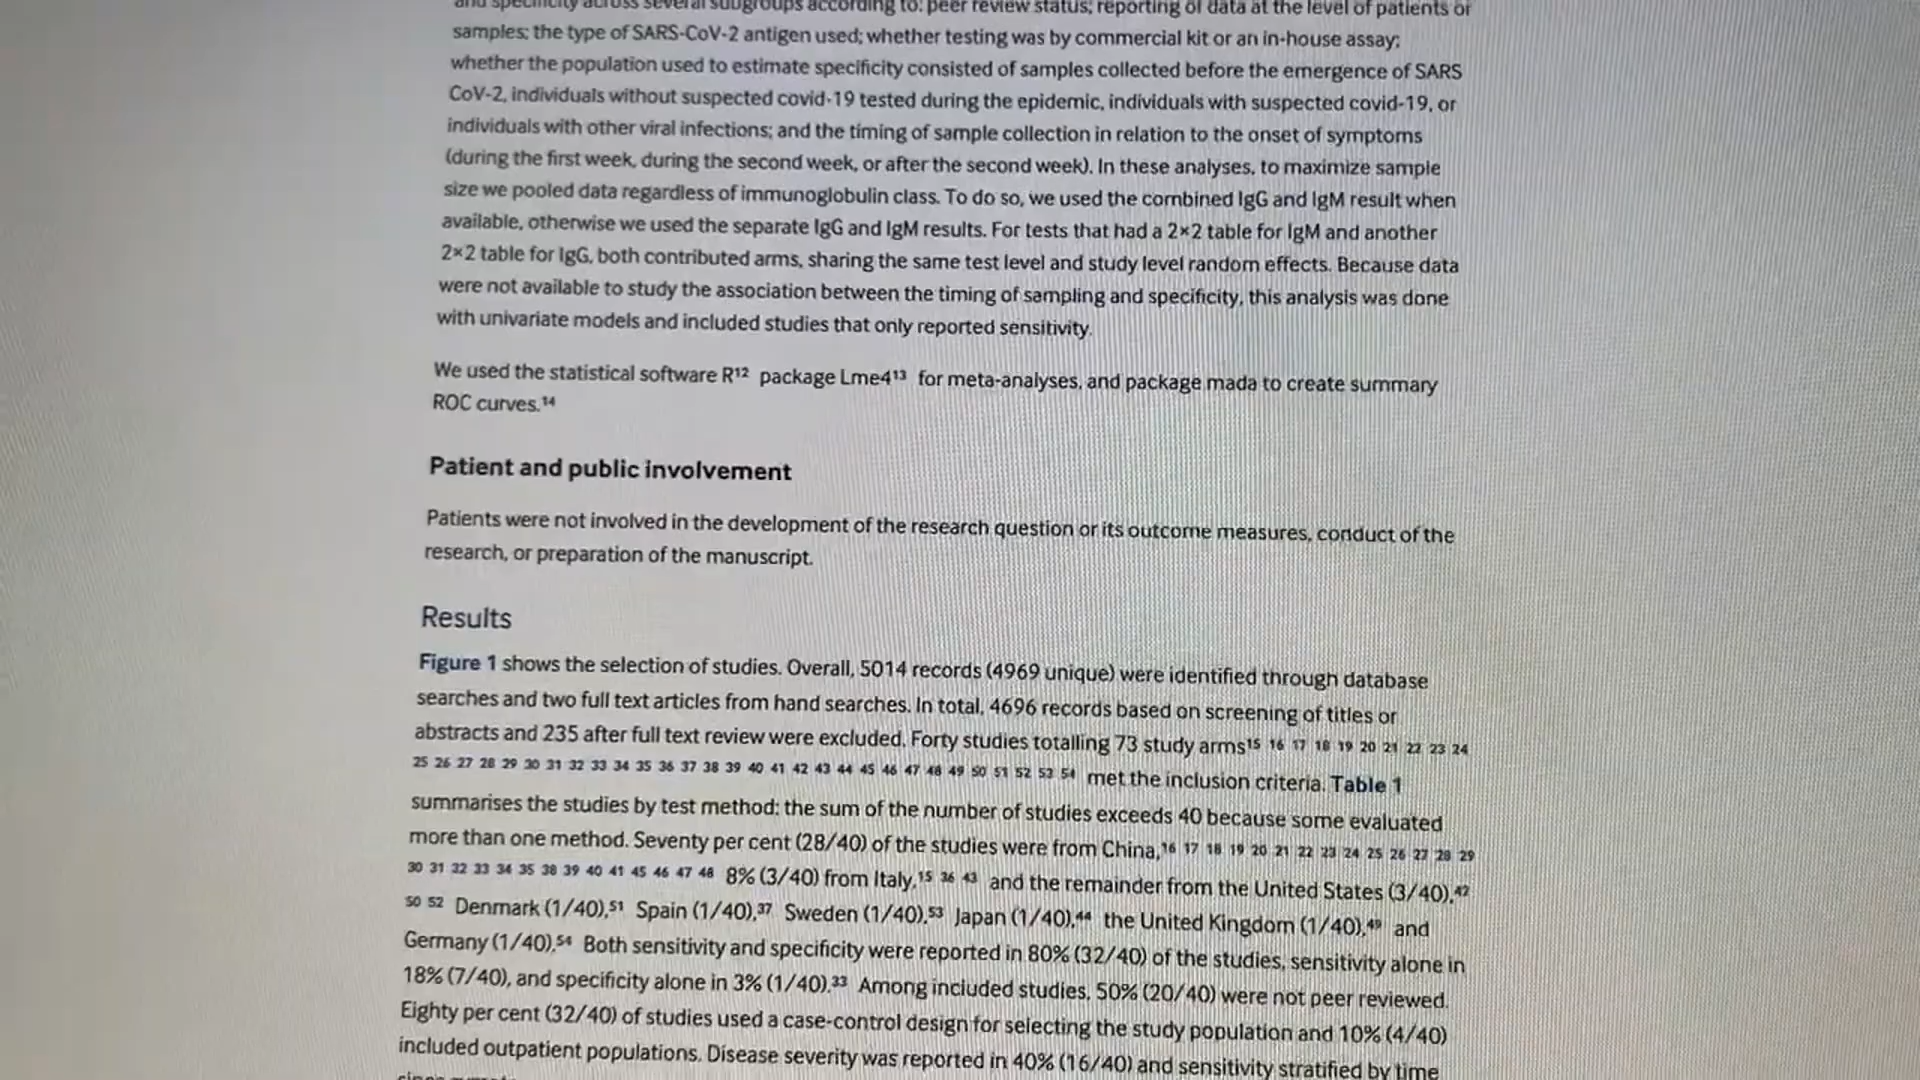 and specificity across several subgroups according to: peer review status; reporting of data at the level of patients or
samples; the type of SARS-CoV-2 antigen used; whether testing was by commercial kit or an in-house assay;
whether the population used to estimate specificity consisted of samples collected before the emergence of SARS
CoV-2, individuals without suspected covid-19 tested during the epidemic, individuals with suspected covid-19, or
individuals with other viral infections; and the timing of sample collection in relation to the onset of symptoms
(during the first week, during the second week, or after the second week). In these analyses, to maximize sample
size we pooled data regardless of immunoglobulin class. To do so, we used the combined IgG and IgM result when
available, otherwise we used the separate IgG and IgM results. For tests that had a 2×2 table for IgM and another
2×2 table for IgG, both contributed arms, sharing the same test level and study level random effects. Because data
were not available to study the association between the timing of sampling and specificity, this analysis was done
with univariate models and included studies that only reported sensitivity.
We used the statistical software R12 package Lme413 for meta-analyses, and package mada to create summary
ROC curves.14
Patient and public involvement
Patients were not involved in the development of the research question or its outcome measures, conduct of the
research, or preparation of the manuscript.
Results
Figure 1 shows the selection of studies. Overall, 5014 records (4969 unique) were identified through database
searches and two full text articles from hand searches. In total, 4696 records based on screening of titles or
abstracts and 235 after full text review were excluded. Forty studies totalling 73 study arms15 16 17 18 19 20 21 22 23 24
25 26 27 28 29 30 31 32 33 34 35 36 37 38 39 40 41 42 43 44 45 46 47 48 49 50 51 52 53 54 met the inclusion criteria. Table 1
summarises the studies by test method: the sum of the number of studies exceeds 40 because some evaluated
more than one method. Seventy per cent (28/40) of the studies were from China,16 17 18 19 20 21 22 23 24 25 26 27 28 29
30 31 32 33 34 35 38 39 40 41 45 46 47 48 8% (3/40) from Italy,15 36 43 and the remainder from the United States (3/40),42
50 52 Denmark (1/40),51 Spain (1/40),37 Sweden (1/40),53 Japan (1/40),44 the United Kingdom (1/40),49 and
Germany (1/40).54 Both sensitivity and specificity were reported in 80% (32/40) of the studies, sensitivity alone in
18% (7/40), and specificity alone in 3% (1/40).33 Among included studies, 50% (20/40) were not peer reviewed.
Eighty per cent (32/40) of studies used a case-control design for selecting the study population and 10% (4/40)
included outpatient populations. Disease severity was reported in 40% (16/40) and sensitivity stratified by time